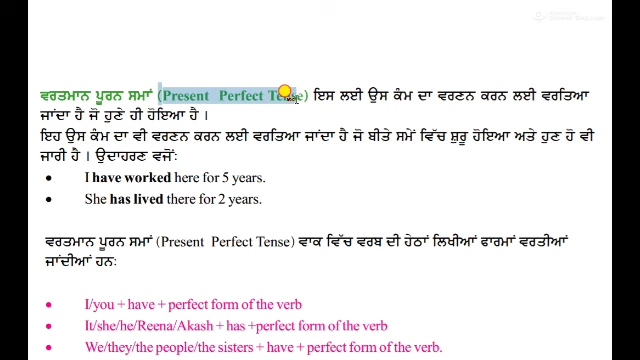 ਵਰਤਮਾਨ ਪੂਰਨ ਸਮਾਂ (Present Perfect Tense) ਇਸ ਲਈ ਉਸ ਕੰਮ ਦਾ ਵਰਣਨ ਕਰਨ ਲਈ ਵਰਤਿਆ
ਜਾਂਦਾ ਹੈ ਜੋ ਹੁਣੇ ਹੀ ਹੋਇਆ ਹੈ ।
ਇਹ ਉਸ ਕੰਮ ਦਾ ਵੀ ਵਰਣਨ ਕਰਨ ਲਈ ਵਰਤਿਆ ਜਾਂਦਾ ਹੈ ਜੋ ਬੀਤੇ ਸਮੇਂ ਵਿੱਚ ਸ਼ੁਰੂ ਹੋਇਆ ਅਤੇ ਹੁਣ ਹੋ ਵੀ
ਜਾਰੀ ਹੈ । ਉਦਾਹਰਣ ਵਜੋਂ:
• I have worked here for 5 years.
• She has lived there for 2 years.
ਵਰਤਮਾਨ ਪੂਰਨ ਸਮਾਂ (Present Perfect Tense) ਵਾਕ ਵਿੱਚ ਵਰਬ ਦੀ ਹੇਠਾਂ ਲਿਖੀਆਂ ਫਾਰਮਾਂ ਵਰਤੀਆਂ
ਜਾਂਦੀਆਂ ਹਨ:
• I/you + have + perfect form of the verb
• It/she/he/Reena/Akash + has +perfect form of the verb
• We/they/the people/the sisters + have + perfect form of the verb.